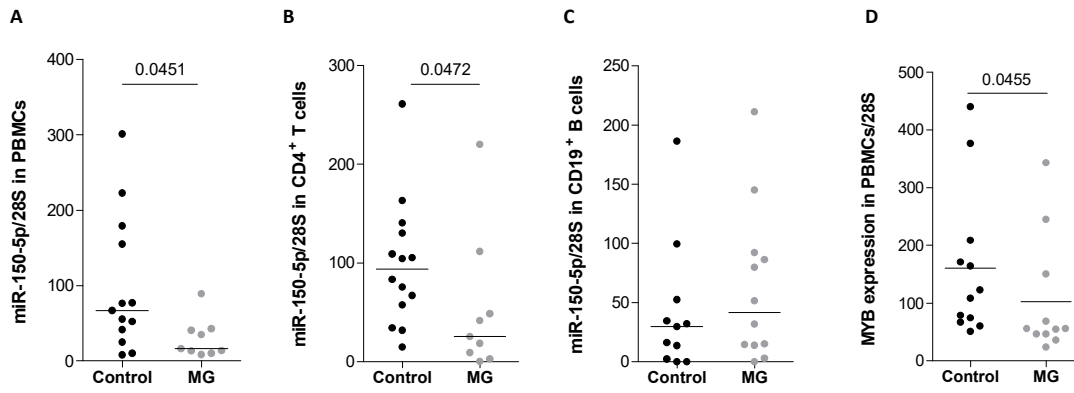 A
miR-150-5p/28S in PBMCs
400
300
200
100
0
0.0451
Control
MG
B
miR-150-5p/28S in CD4+ T cells
300
200
100
0
0.0472
Control
MG
C
miR-150-5p/28S in CD19+ B cells
250
200
150
100
50
0
Control
MG
D
MYB expression in PBMCs/28S
500
400
300
200
100
0
0.0455
Control
MG